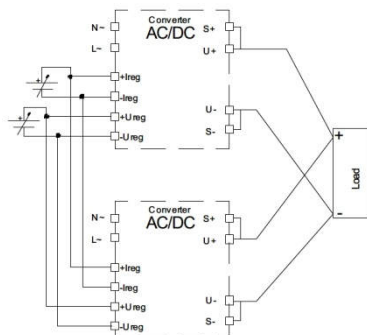 Converter
AC/DC
N~
L~
+Ireg
-Ireg
+Ureg
-Ureg
S+
U+
U-
S-
+
-
Load
+
+
Converter
AC/DC
N~
L~
+Ireg
-Ireg
+Ureg
-Ureg
S+
U+
U-
S-